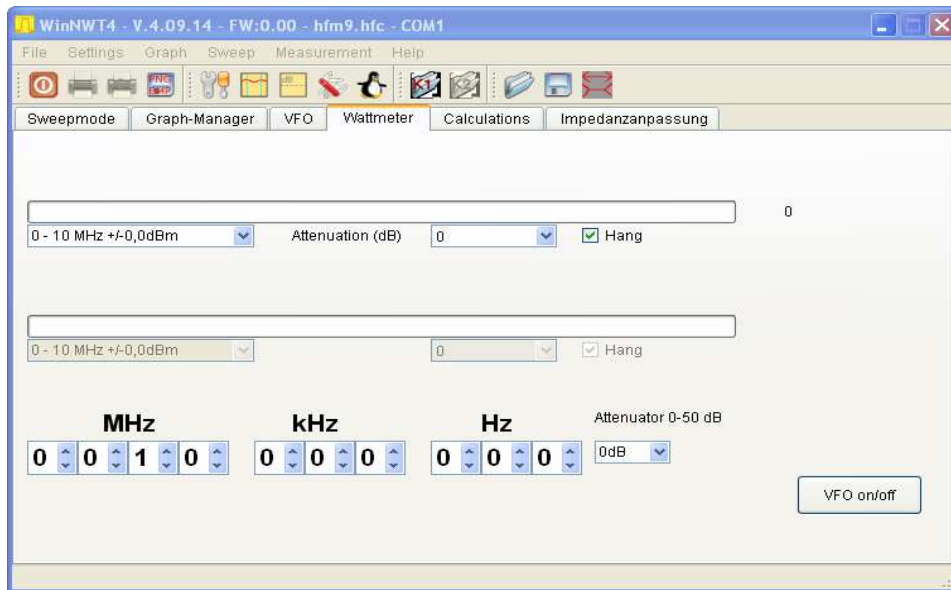 WinNWT4 - V.4.09.14 - FW:0.00 - hfm9.hfc - COM1
File Settings Graph Sweep Measurement Help
Sweepmode Graph-Manager VFO Wattmeter Calculations Impedanzanpassung
0
0 - 10 MHz +/-0,0dBm Attenuation (dB) 0 Hang
0 - 10 MHz +/-0,0dBm 0 Hang
MHz kHz Hz Attenuator 0-50 dB
0 0 1 0 0 0 0 0 0 0 0dB
VFO on/off